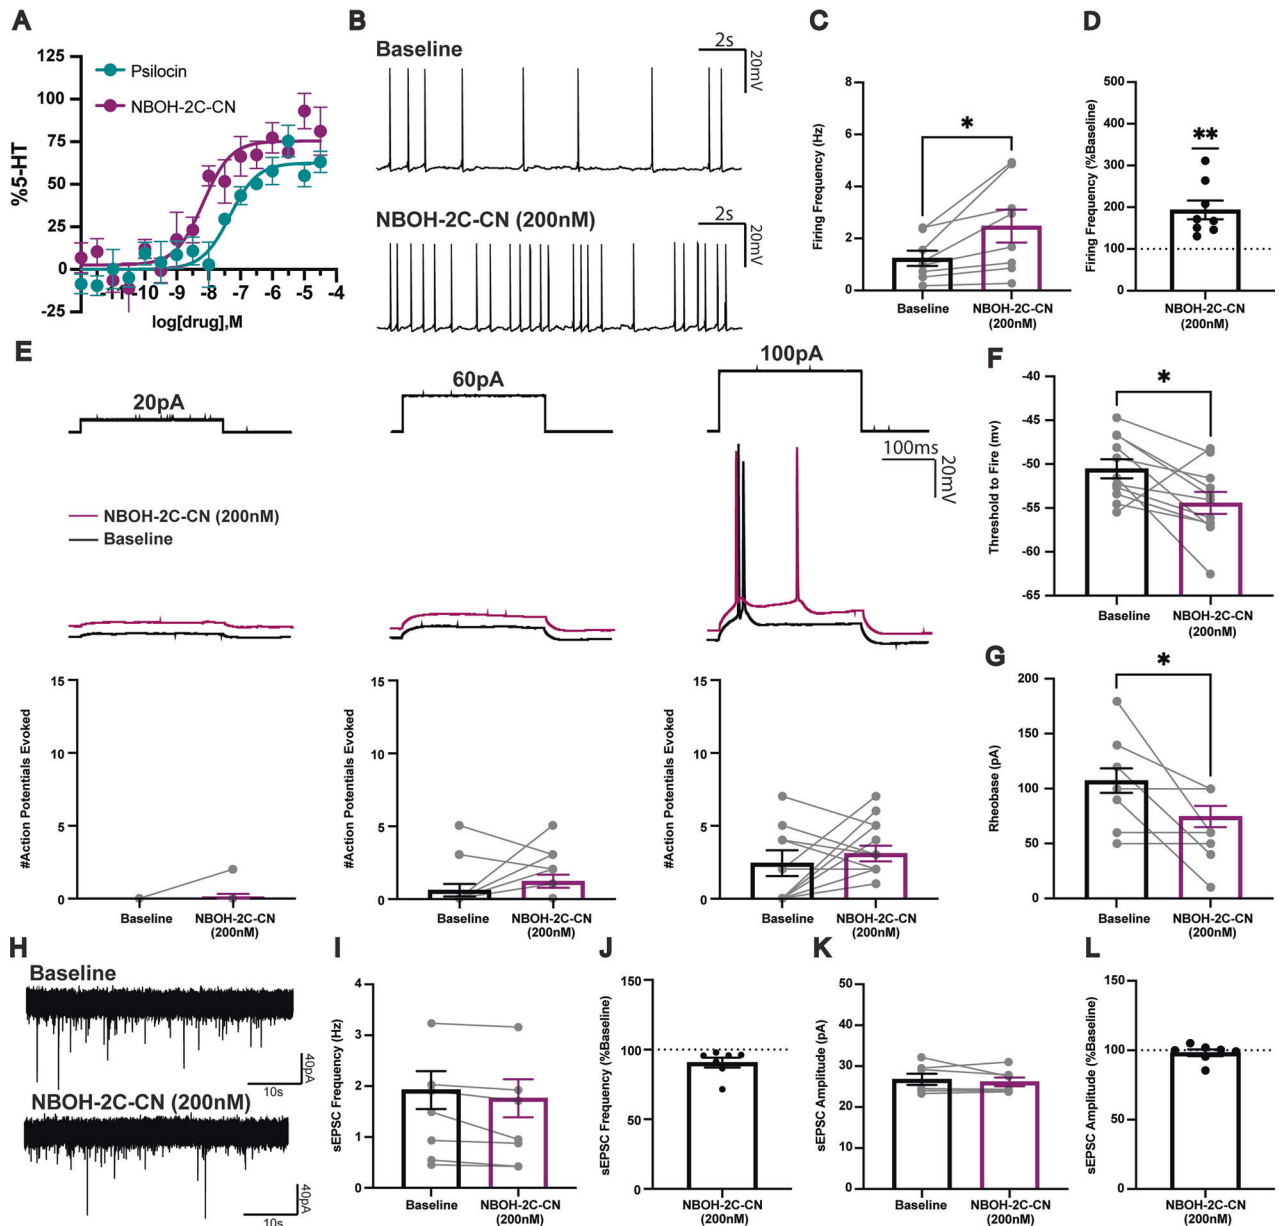 A
125
100
75
50
25
0
-25
%5-HT
Psilocin
NBOH-2C-CN
-11
-10
-9
-8
-7
-6
-5
-4
log[drug],M
B
Baseline
2s
20mV
NBOH-2C-CN (200nM)
2s
20mV
C
Firing Frequency (Hz)
8
6
4
2
0
*
Baseline
NBOH-2C-CN
(200nM)
D
Firing Frequency (%Baseline)
500
400
300
200
100
0
**
NBOH-2C-CN
(200nM)
E
20pA
60pA
100pA
100ms
20mV
NBOH-2C-CN (200nM)
Baseline
#Action Potentials Evoked
15
10
5
0
Baseline
NBOH-2C-CN
(200nM)
#Action Potentials Evoked
15
10
5
0
Baseline
NBOH-2C-CN
(200nM)
#Action Potentials Evoked
15
10
5
0
Baseline
NBOH-2C-CN
(200nM)
F
Threshold to Fire (mv)
-40
-45
-50
-55
-60
-65
*
Baseline
NBOH-2C-CN
(200nM)
G
Rheobase (pA)
200
150
100
50
0
*
Baseline
NBOH-2C-CN
(200nM)
H
Baseline
40pA
10s
NBOH-2C-CN (200nM)
40pA
10s
I
sEPSC Frequency (Hz)
4
3
2
1
0
Baseline
NBOH-2C-CN
(200nM)
J
sEPSC Frequency (%Baseline)
150
100
50
0
NBOH-2C-CN
(200nM)
K
sEPSC Amplitude (pA)
50
40
30
20
10
0
Baseline
NBOH-2C-CN
(200nM)
L
sEPSC Amplitude (%Baseline)
150
100
50
0
NBOH-2C-CN
(200nM)